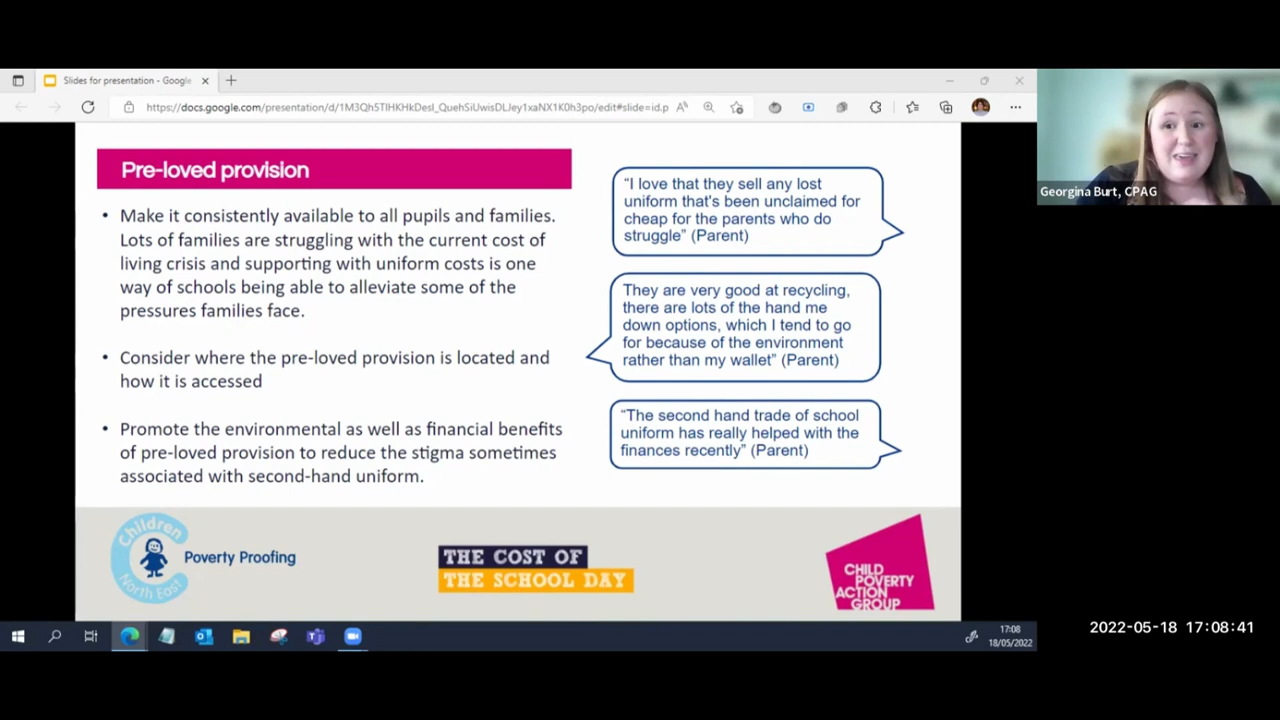 Slides for presentation - Google
https://docs.google.com/presentation/d/1M3Qh5TIHKHkDesI_QuehSiUwisDLJey1xaNX1K0h3po/edit#slide=id.p
Georgina Burt, CPAG
Pre-loved provision
• Make it consistently available to all pupils and families.
Lots of families are struggling with the current cost of
living crisis and supporting with uniform costs is one
way of schools being able to alleviate some of the
pressures families face.
• Consider where the pre-loved provision is located and
how it is accessed
• Promote the environmental as well as financial benefits
of pre-loved provision to reduce the stigma sometimes
associated with second-hand uniform.
“I love that they sell any lost
uniform that's been unclaimed for
cheap for the parents who do
struggle” (Parent)
They are very good at recycling,
there are lots of the hand me
down options, which I tend to go
for because of the environment
rather than my wallet” (Parent)
“The second hand trade of school
uniform has really helped with the
finances recently” (Parent)
Children
North East
Poverty Proofing
THE COST OF
THE SCHOOL DAY
CHILD
POVERTY
ACTION
GROUP
17:08
18/05/2022
2022-05-18 17:08:41